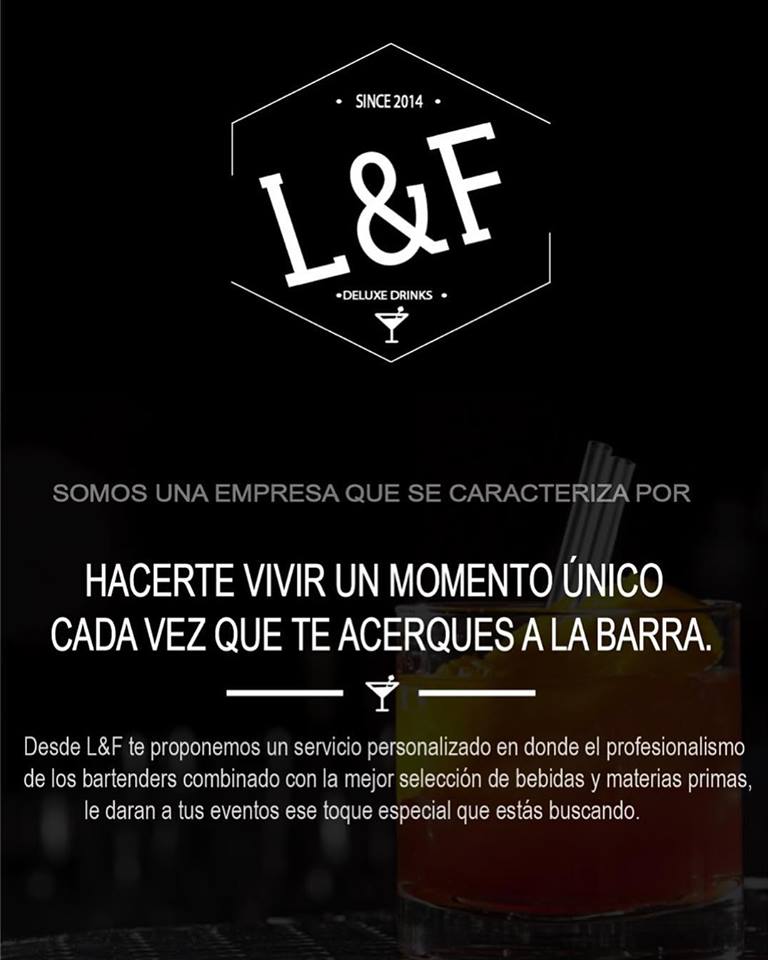 • SINCE 2014 •
L&F
•DELUXE DRINKS •
SOMOS UNA EMPRESA QUE SE CARACTERIZA POR
HACERTE VIVIR UN MOMENTO ÚNICO
CADA VEZ QUE TE ACERQUES A LA BARRA.
Desde L&F te proponemos un servicio personalizado en donde el profesionalismo
de los bartenders combinado con la mejor selección de bebidas y materias primas,
le daran a tus eventos ese toque especial que estás buscando.